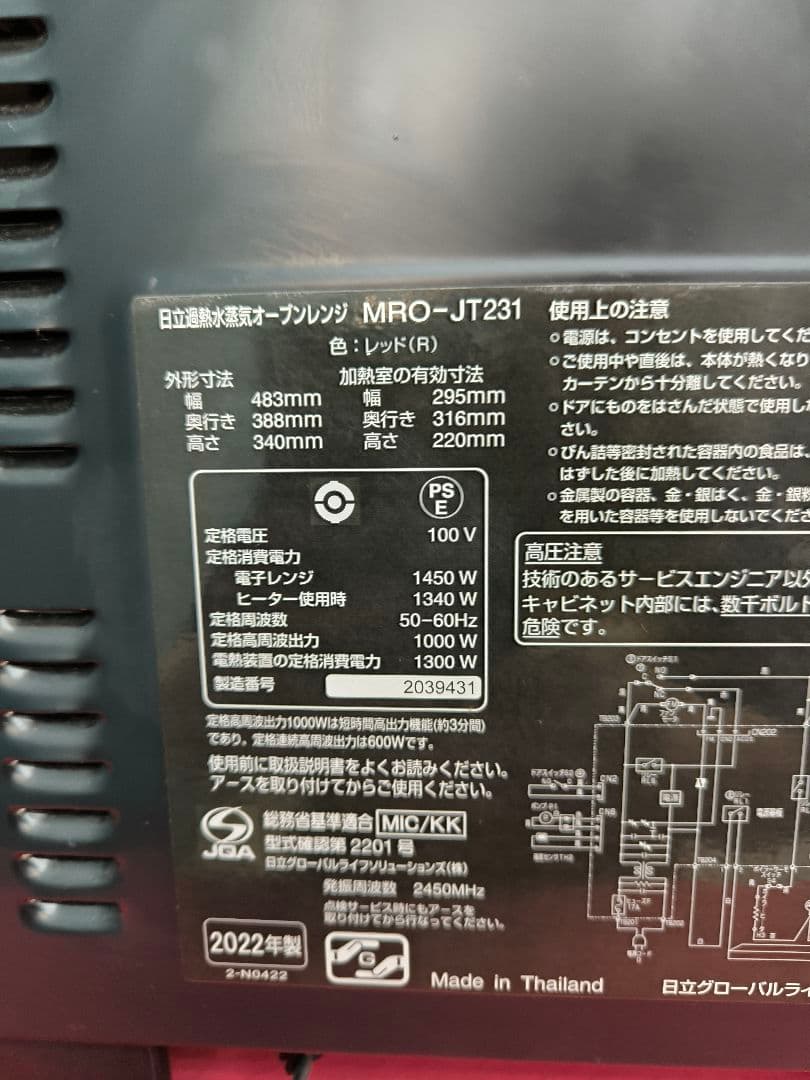 日立過熱水蒸気オーブンレンジ MRO-JT231
色：レッド(R)
外形寸法 加熱室の有効寸法
幅 483mm 幅 295mm
奥行き 388mm 奥行き 316mm
高さ 340mm 高さ 220mm
PS
E
定格電圧 100 V
定格消費電力
電子レンジ 1450 W
ヒーター使用時 1340 W
定格周波数 50-60Hz
定格高周波出力 1000 W
電熱装置の定格消費電力 1300 W
製造番号 2039431
定格高周波出力1000Wは短時間高出力機能(約3分間)
であり、定格連続高周波出力は600Wです。
使用前に取扱説明書をよくお読みください。
アースを取り付けてからご使用ください。
JQA
総務省基準適合 MIC/KK
型式確認第 2201 号
日立グローバルライフソリューションズ(株)
発振周波数 2450MHz
点検サービス時にもアースを
取り付けてから行なってください。
2022年製
2-N0422
G
Made in Thailand
使用上の注意
○電源は、コンセントを使用してくだ
○ご使用中や直後は、本体が熱くなり
カーテンから十分離してください。
○ドアにものをはさんだ状態で使用し
さい。
○びん詰等密封された容器内の食品は、
はずした後に加熱してください。
○金属製の容器、金・銀はく、金・銀粉
を用いた容器等を使用しないでくださ
高圧注意
技術のあるサービスエンジニア以外
キャビネット内部には、数千ボルト
危険です。
CN202
CN2
CN6
TB204
TB202
日立グローバルライ